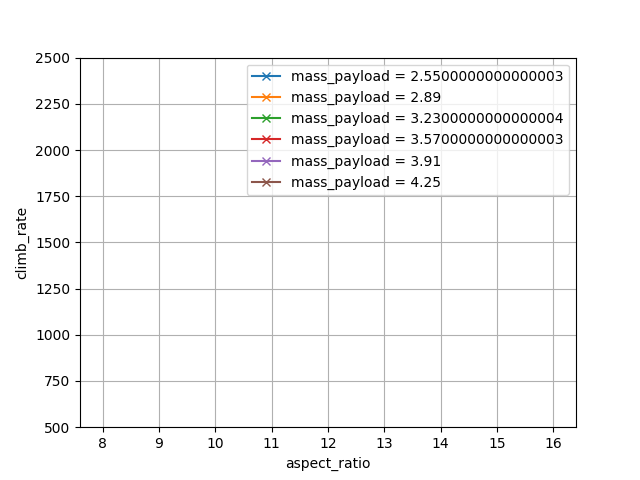 2500
2250
2000
1750
1500
1250
1000
750
500
climb_rate
mass_payload = 2.5500000000000003
mass_payload = 2.89
mass_payload = 3.2300000000000004
mass_payload = 3.5700000000000003
mass_payload = 3.91
mass_payload = 4.25
8 9 10 11 12 13 14 15 16
aspect_ratio